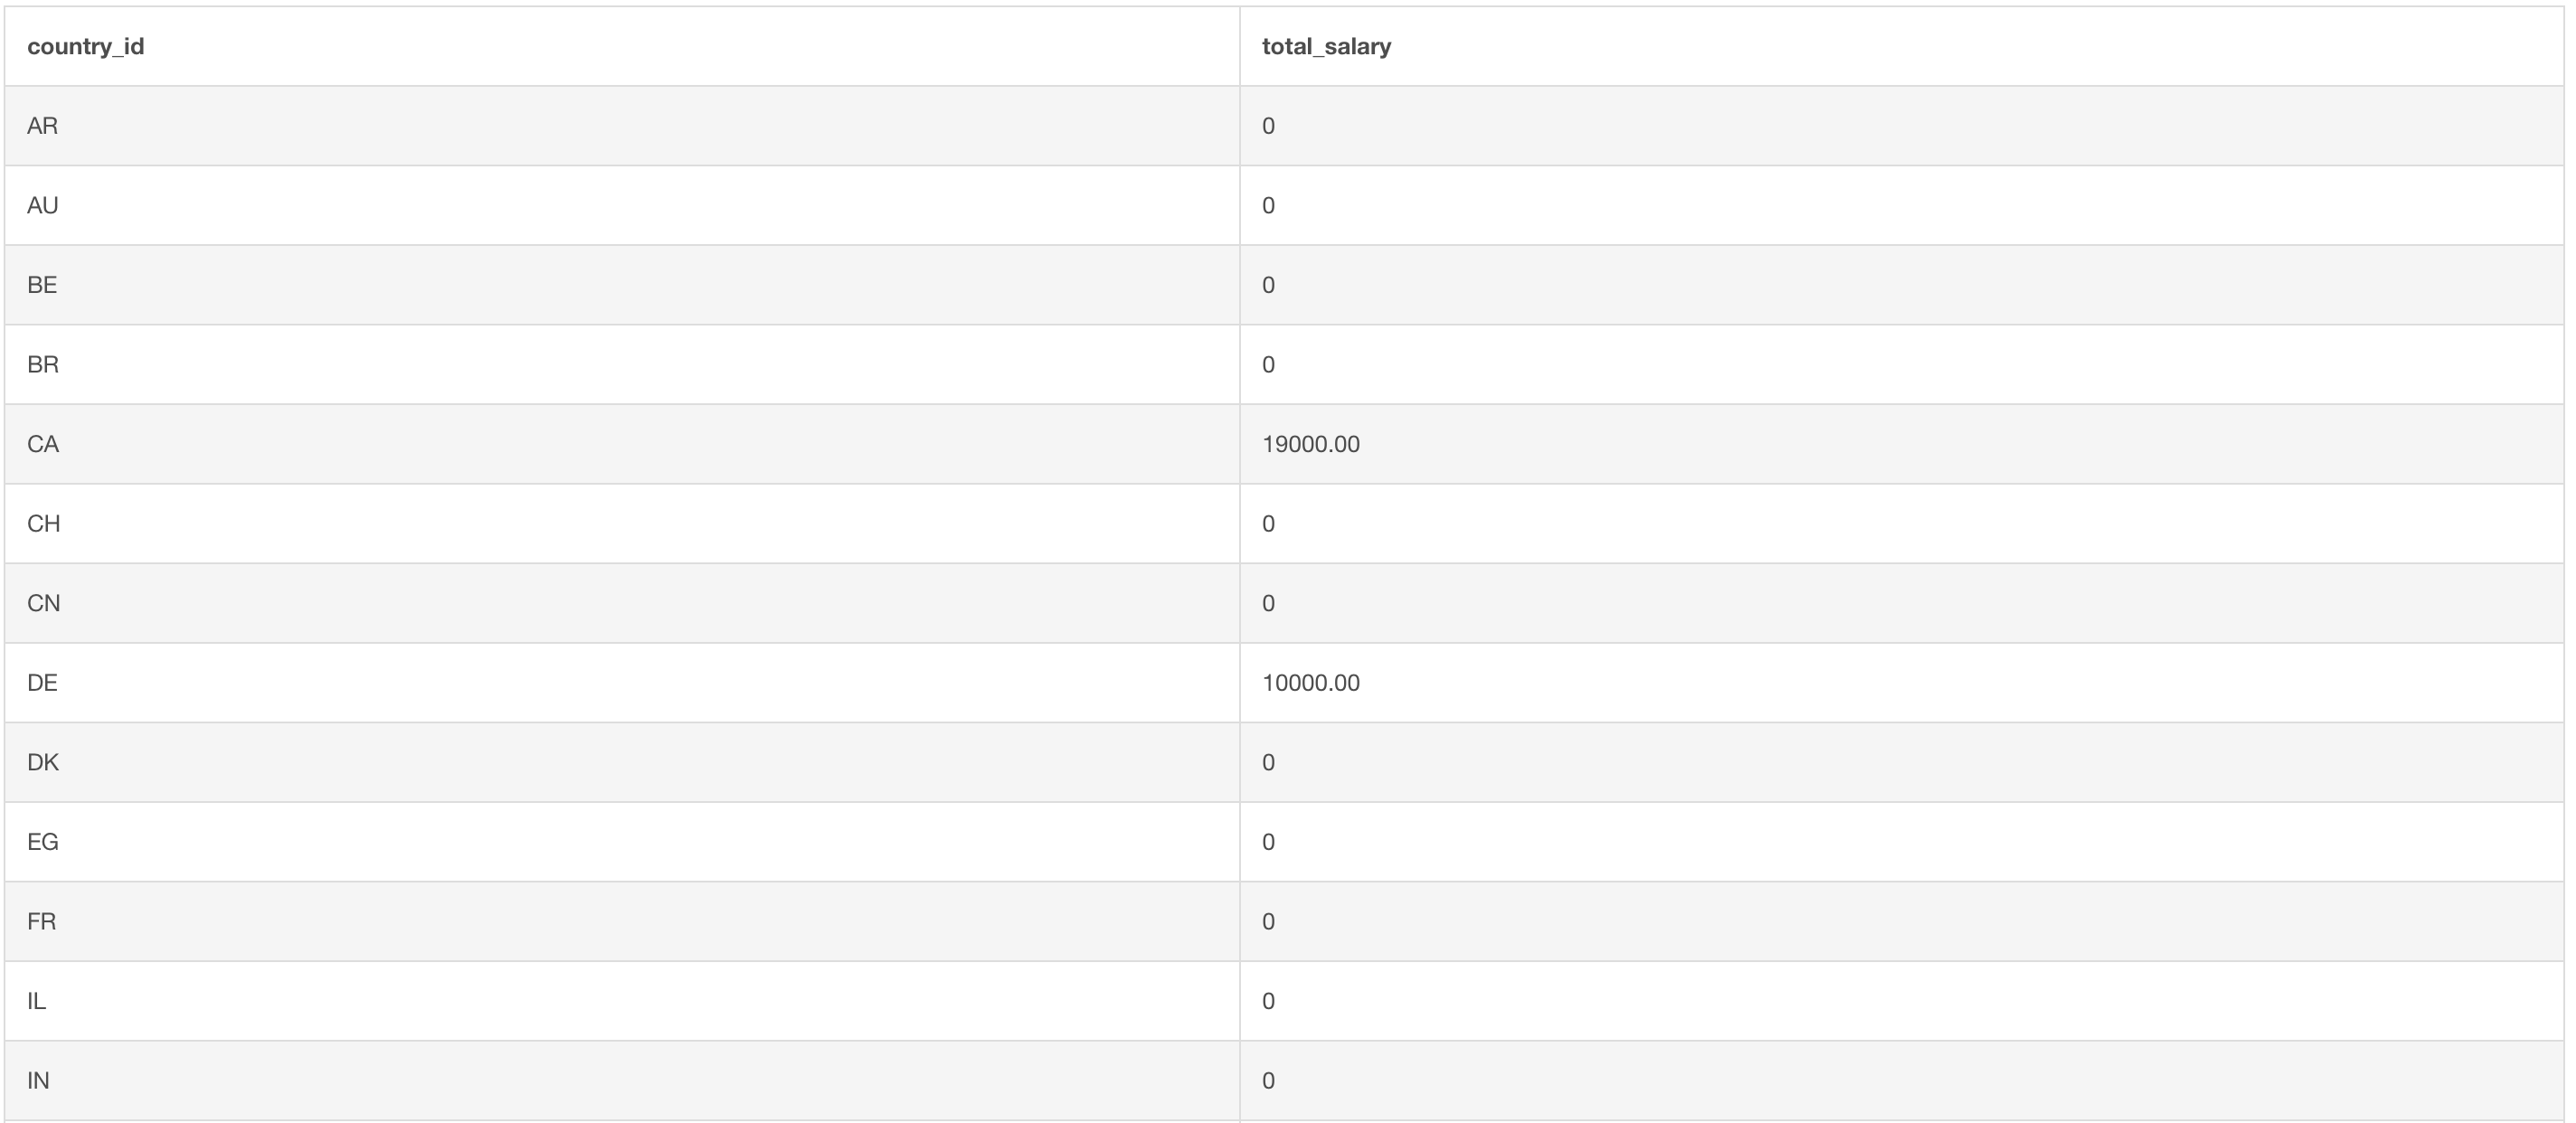 country_id total_salary
AR 0
AU 0
BE 0
BR 0
CA 19000.00
CH 0
CN 0
DE 10000.00
DK 0
EG 0
FR 0
IL 0
IN 0